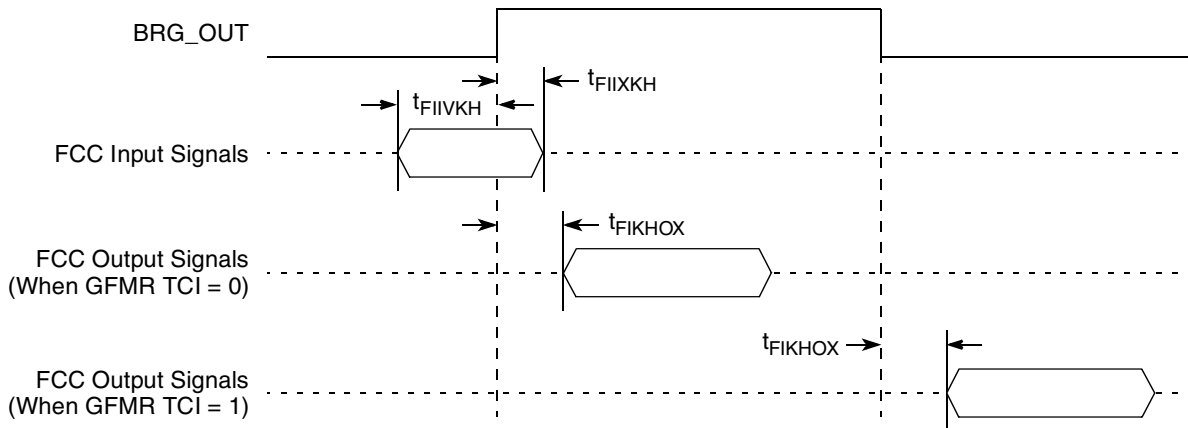 BRG_OUT
tFIIXKH
tFIIVKH
FCC Input Signals
tFIKHOX
FCC Output Signals
(When GFMR TCI = 0)
tFIKHOX
FCC Output Signals
(When GFMR TCI = 1)